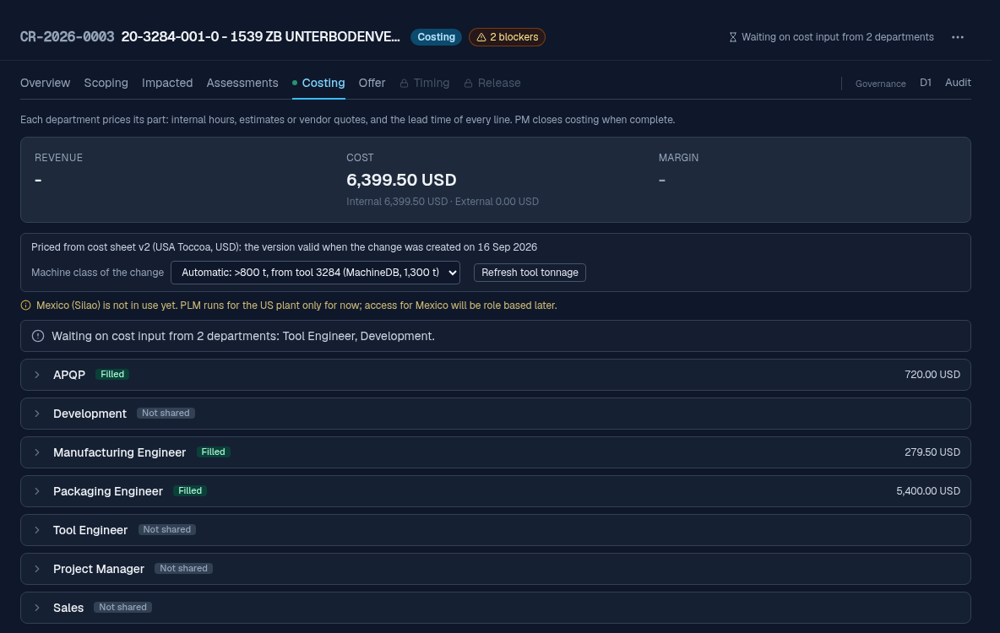 CR-2026-0003 20-3284-001-0 - 1539 ZB UNTERBODENVE... Costing 2 blockers Waiting on cost input from 2 departments ...
Overview Scoping Impacted Assessments Costing Offer Timing Release Governance D1 Audit
Each department prices its part: internal hours, estimates or vendor quotes, and the lead time of every line. PM closes costing when complete.
REVENUE COST MARGIN
- 6,399.50 USD -
Internal 6,399.50 USD · External 0.00 USD
Priced from cost sheet v2 (USA Toccoa, USD): the version valid when the change was created on 16 Sep 2026
Machine class of the change Automatic: >800 t, from tool 3284 (MachineDB, 1,300 t) Refresh tool tonnage
Mexico (Silao) is not in use yet. PLM runs for the US plant only for now; access for Mexico will be role based later.
Waiting on cost input from 2 departments: Tool Engineer, Development.
APQP Filled 720.00 USD
Development Not shared
Manufacturing Engineer Filled 279.50 USD
Packaging Engineer Filled 5,400.00 USD
Tool Engineer Not shared
Project Manager Not shared
Sales Not shared